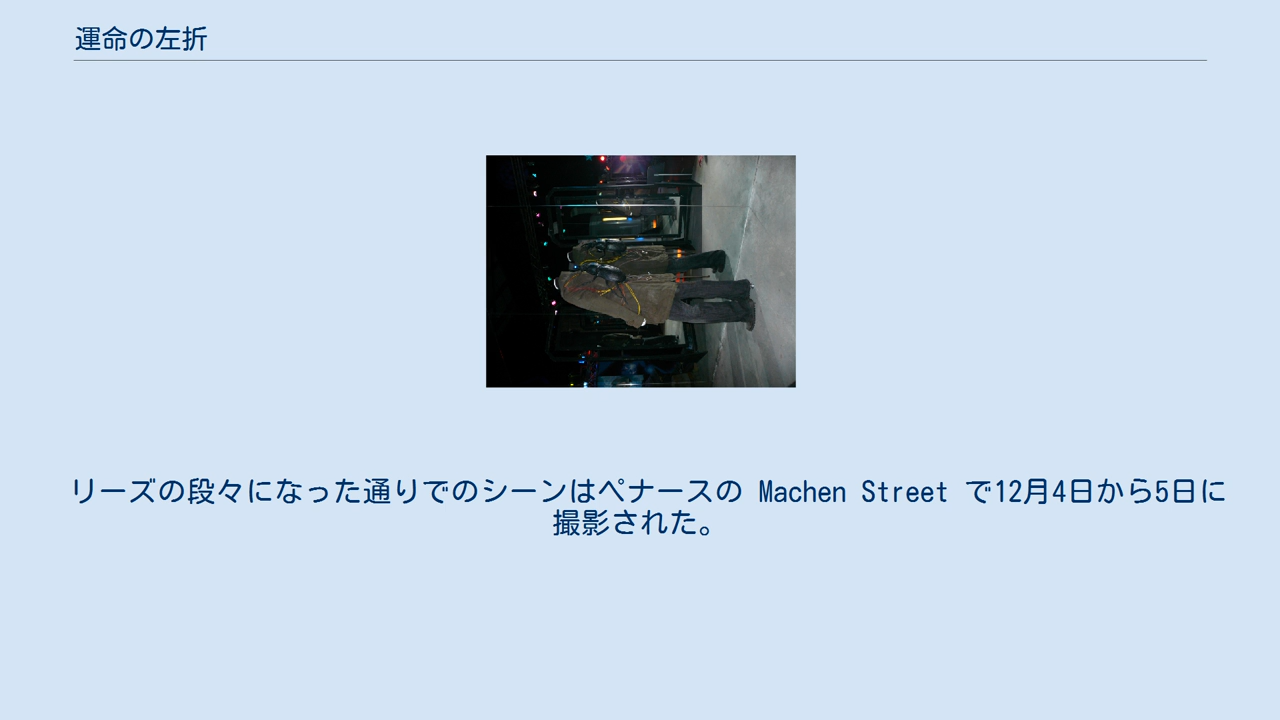 運命の左折
リーズの段々になった通りでのシーンはペナースの Machen Street で12月4日から5日に
撮影された。